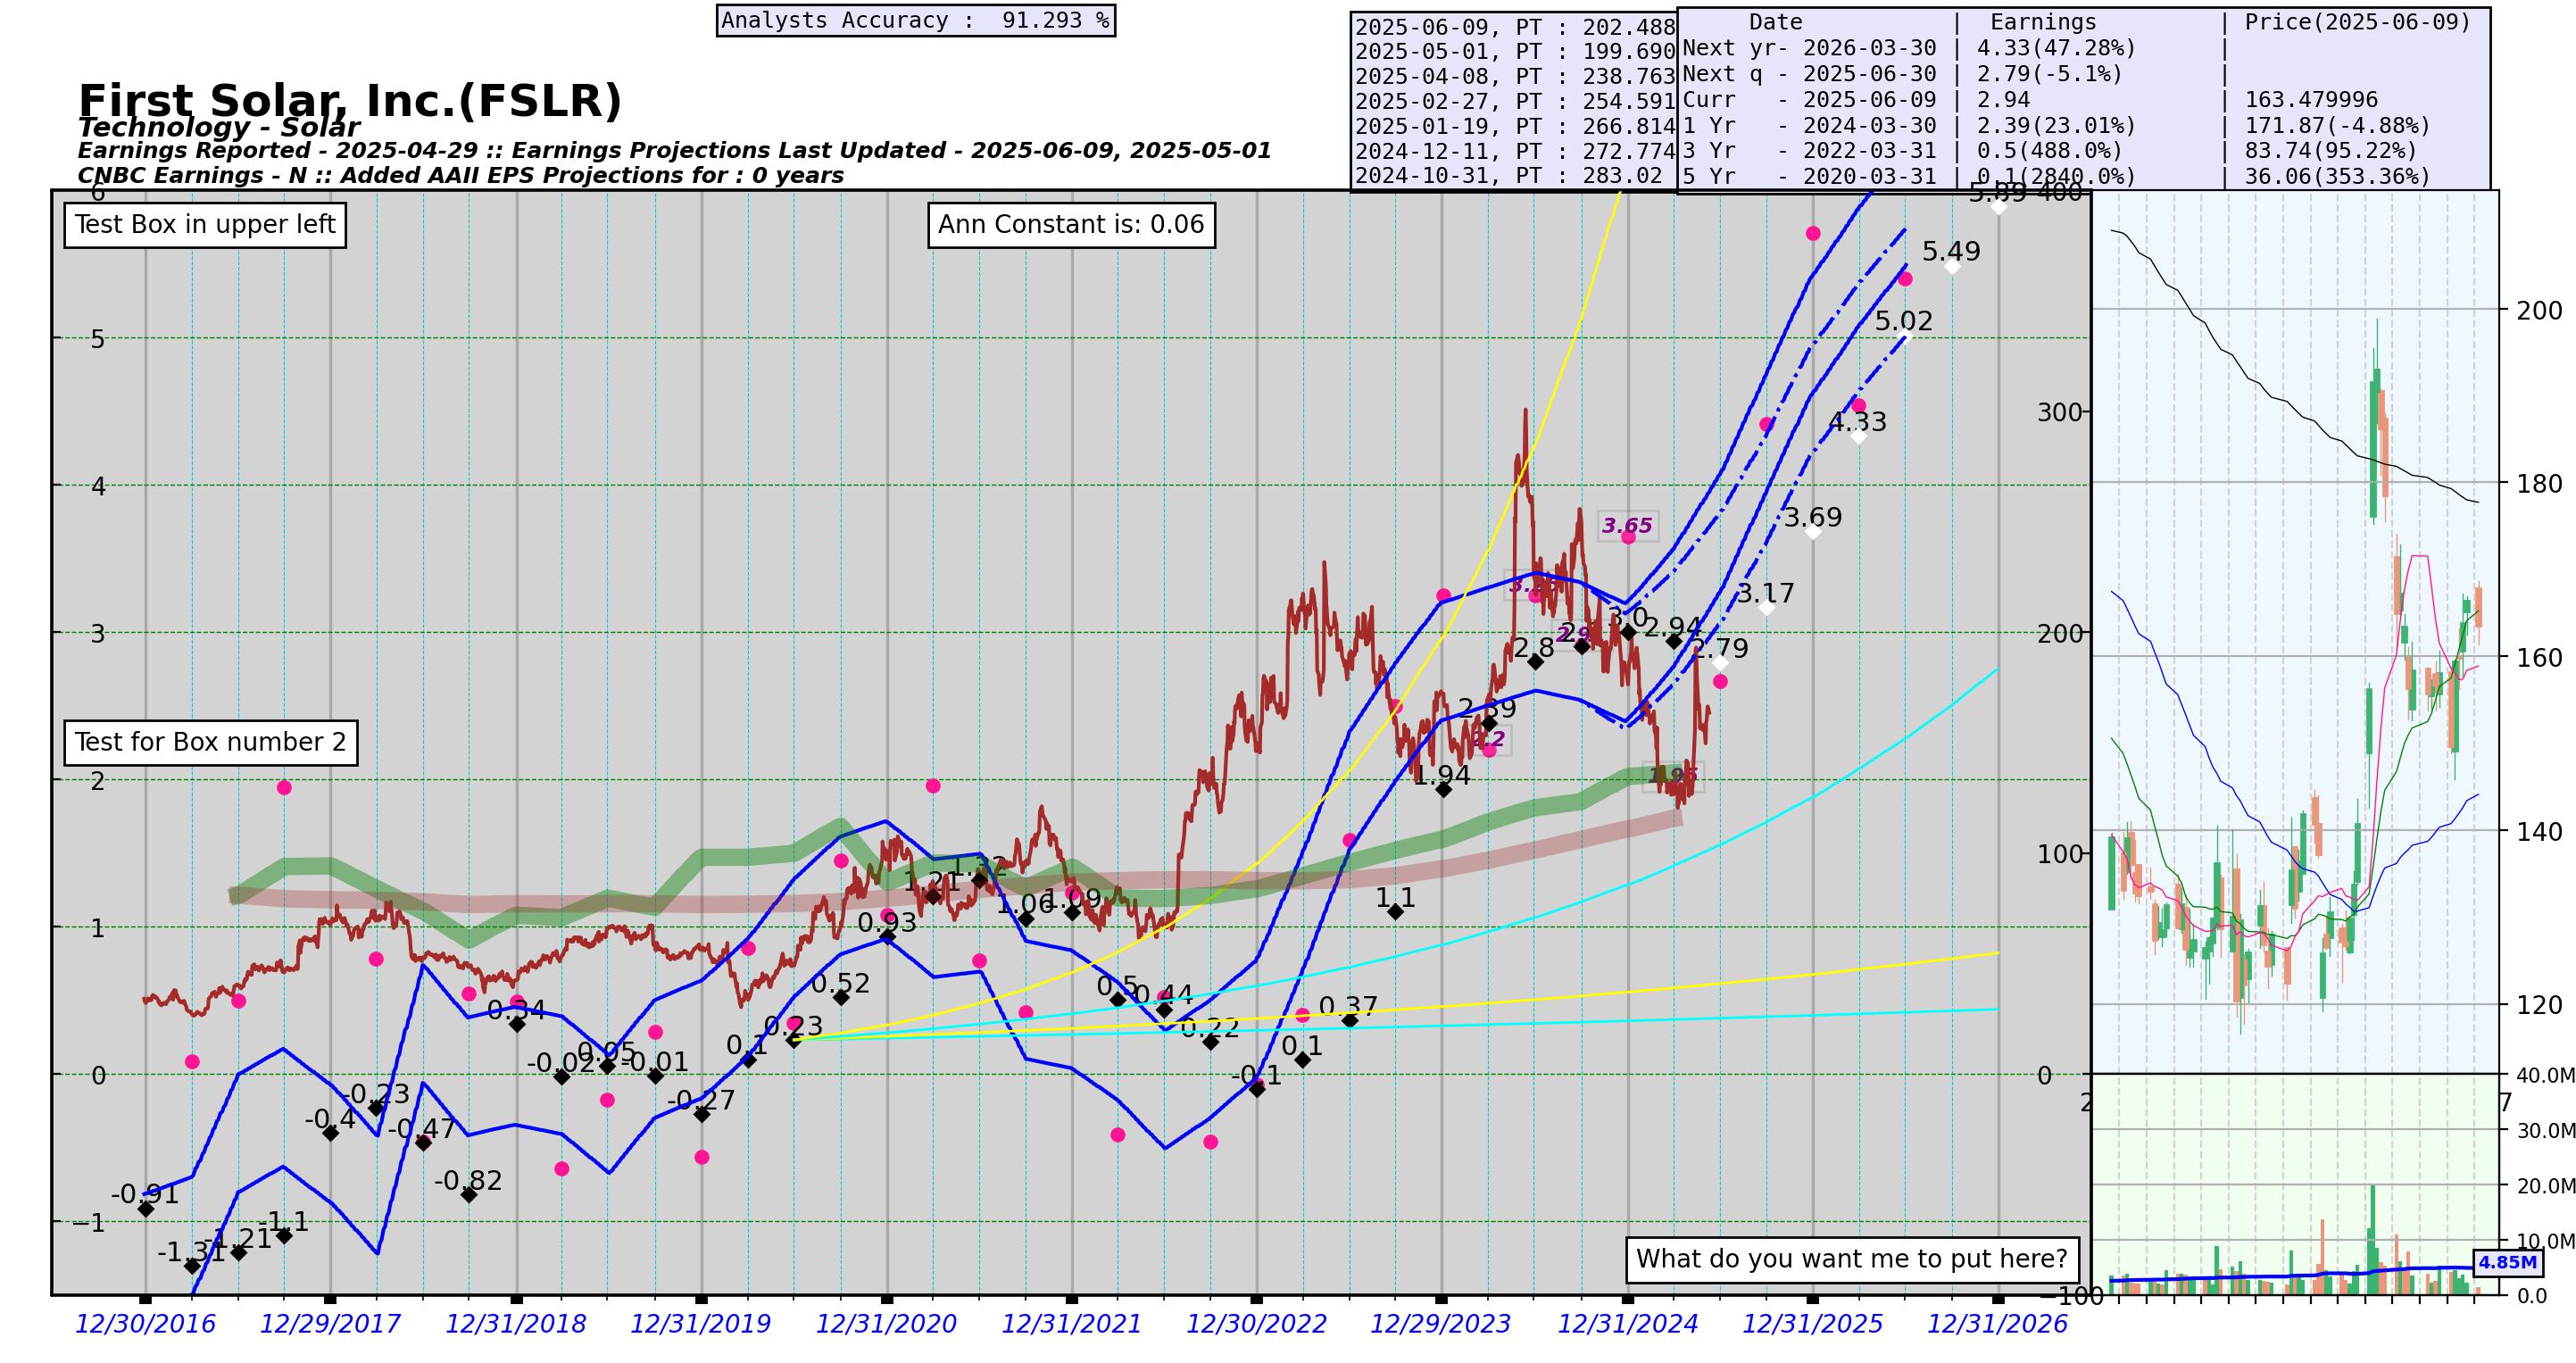 Analysts Accuracy :  91.293 %
2025-06-09, PT : 202.488
2025-05-01, PT : 199.690
2025-04-08, PT : 238.763
2025-02-27, PT : 254.591
2025-01-19, PT : 266.814
2024-12-11, PT : 272.774
2024-10-31, PT : 283.02
Date | Earnings | Price(2025-06-09)
Next yr- 2026-03-30 | 4.33(47.28%) |
Next q - 2025-06-30 | 2.79(-5.1%) |
Curr - 2025-06-09 | 2.94 | 163.479996
1 Yr - 2024-03-30 | 2.39(23.01%) | 171.87(-4.88%)
3 Yr - 2022-03-31 | 0.5(488.0%) | 83.74(95.22%)
5 Yr - 2020-03-31 | 0.1(2840.0%) | 36.06(353.36%)
First Solar, Inc.(FSLR)
Technology - Solar
Earnings Reported - 2025-04-29 :: Earnings Projections Last Updated - 2025-06-09, 2025-05-01
CNBC Earnings - N :: Added AAII EPS Projections for : 0 years
Test Box in upper left
Ann Constant is: 0.06
Test for Box number 2
What do you want me to put here?
6
5
4
3
2
1
0
−1
-0.91
-1.31
-1.21
-1.1
-0.4
-0.23
-0.47
-0.82
0.34
-0.02
0.05
-0.01
-0.27
0.1
0.23
0.52
0.93
1.21
1.32
1.06
1.09
0.5
0.44
0.22
-0.1
0.1
0.37
1.1
1.94
2.39
2.2
2.8
3.0
3.65
2.94
1.95
2.79
3.17
3.69
4.33
5.02
5.49
5.89
400
300
200
100
0
−100
200
180
160
140
120
40.0M
30.0M
20.0M
10.0M
4.85M
0.0
12/30/2016
12/29/2017
12/31/2018
12/31/2019
12/31/2020
12/31/2021
12/30/2022
12/29/2023
12/31/2024
12/31/2025
12/31/2026